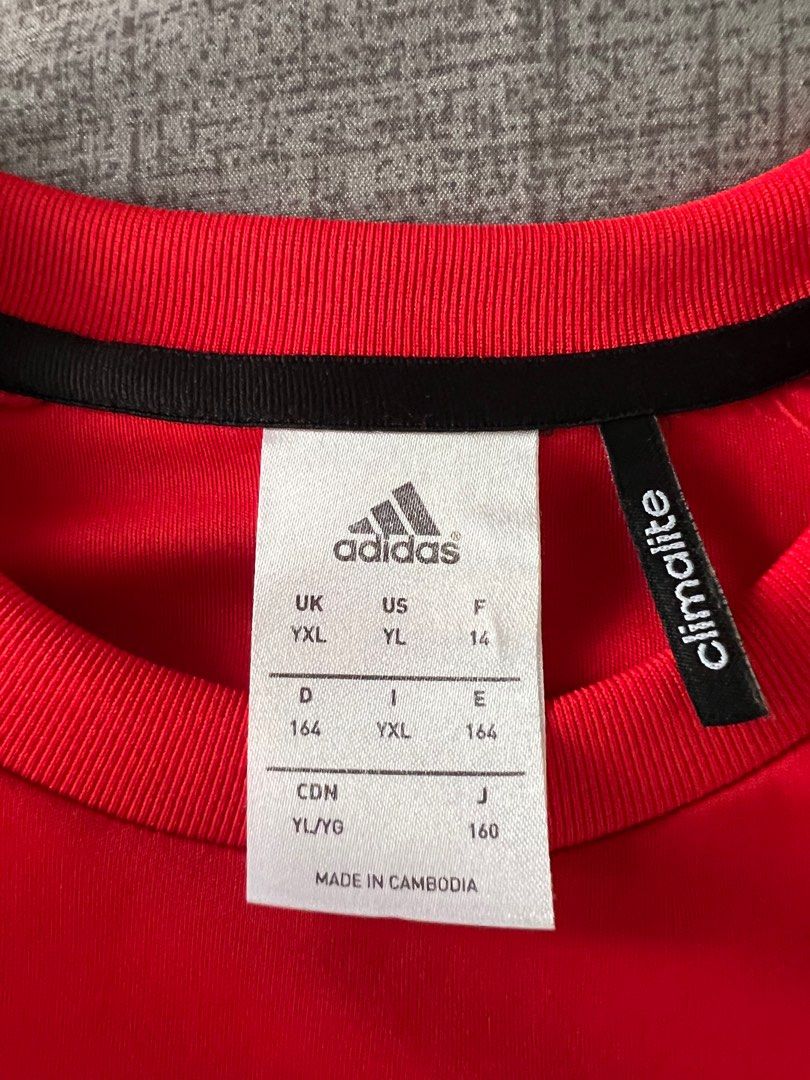 adidas®
UK US F
YXL YL 14
D I E
164 YXL 164
CDN J
YL/YG 160
MADE IN CAMBODIA
climalite